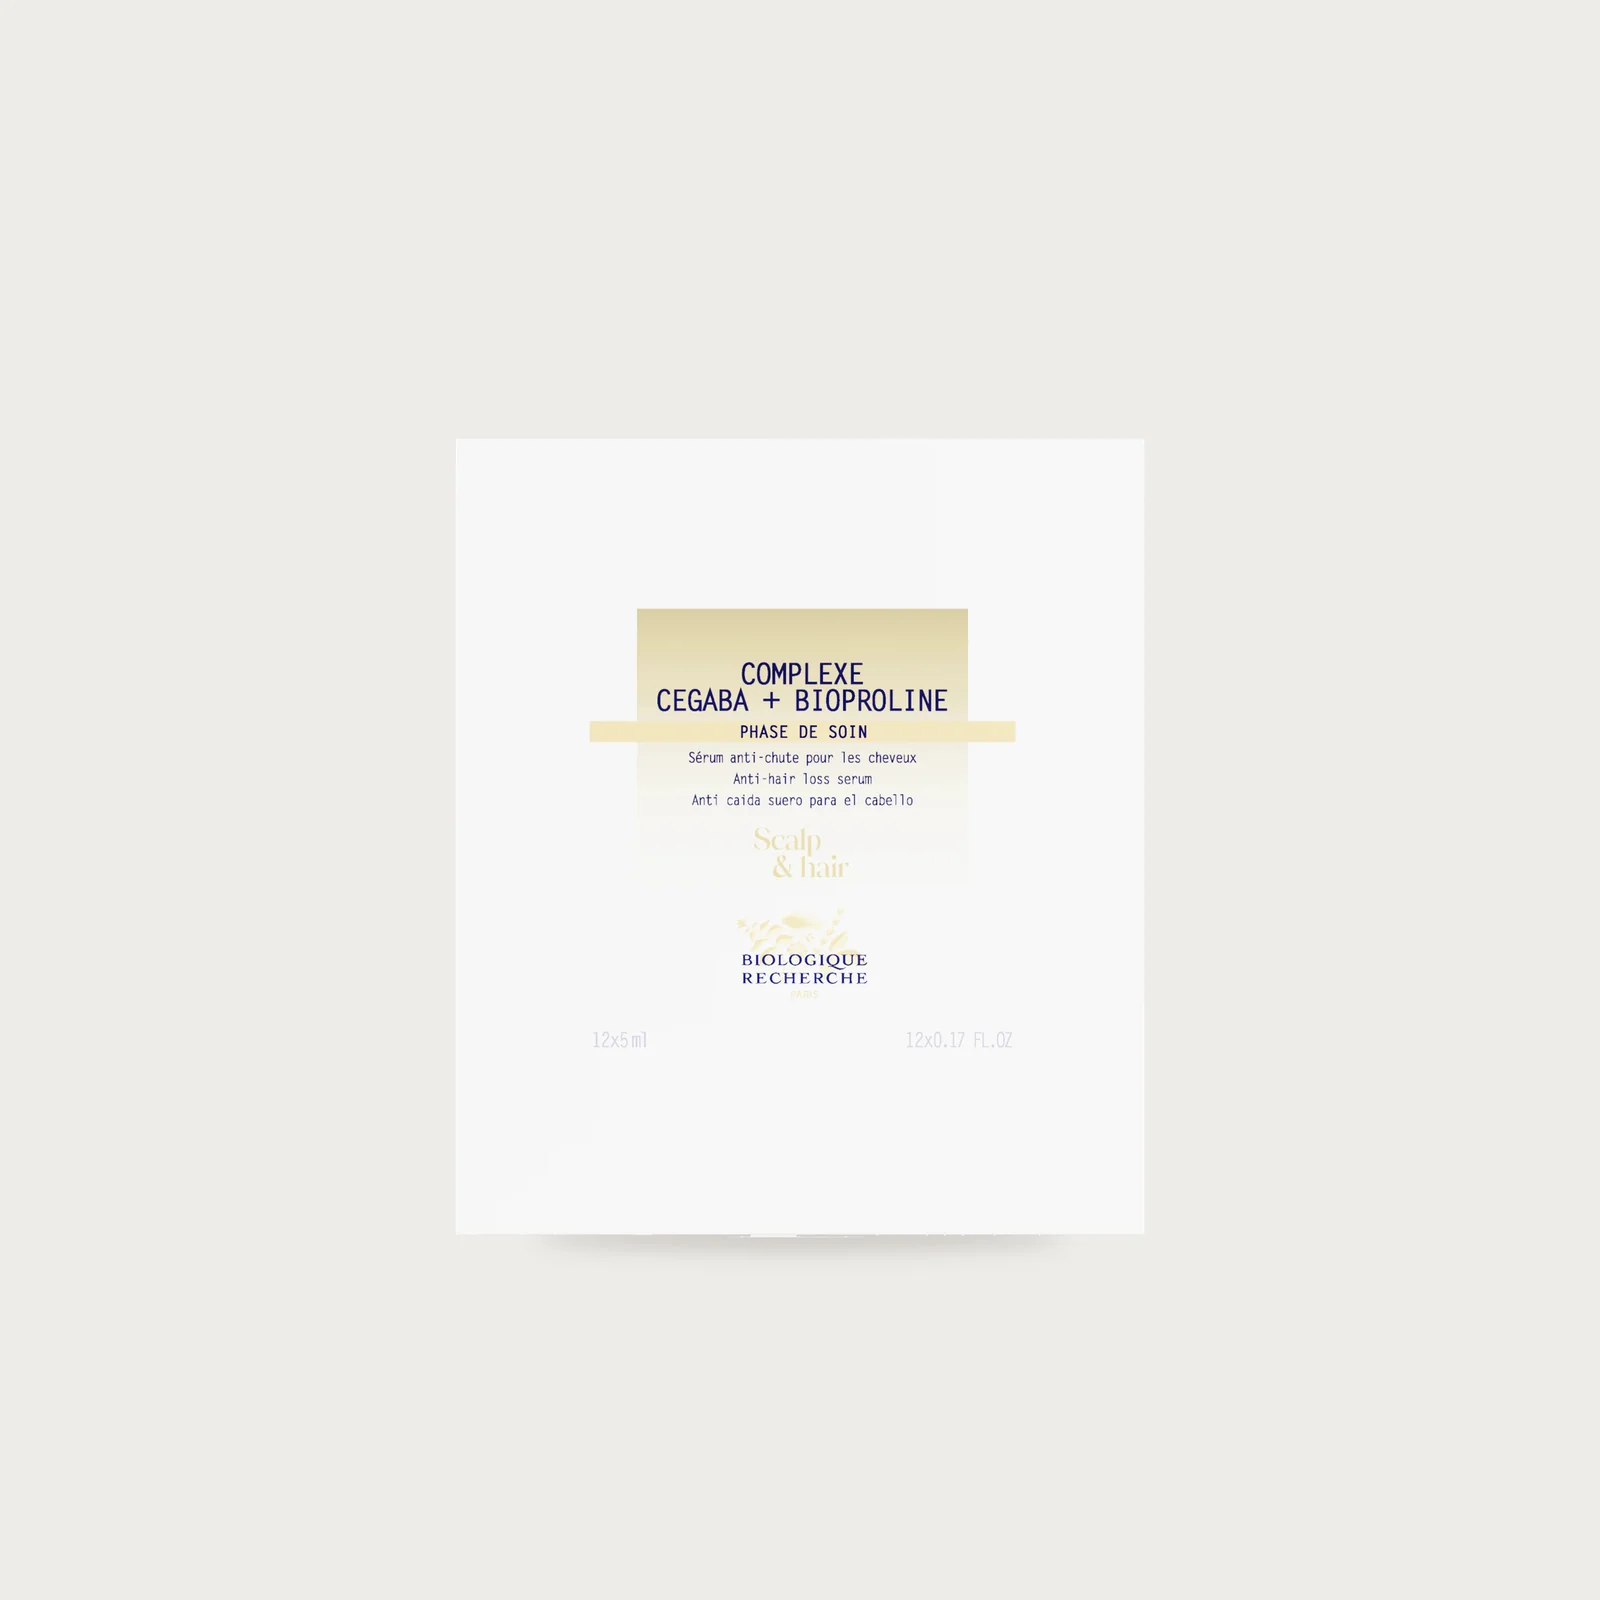 COMPLEXE
CEGABA + BIOPROLINE
PHASE DE SOIN
Sérum anti-chute pour les cheveux
Anti-hair loss serum
Anti caida suero para el cabello
Scalp
& hair
BIOLOGIQUE
RECHERCHE
PARIS
12x5ml 12x0.17 FL.OZ